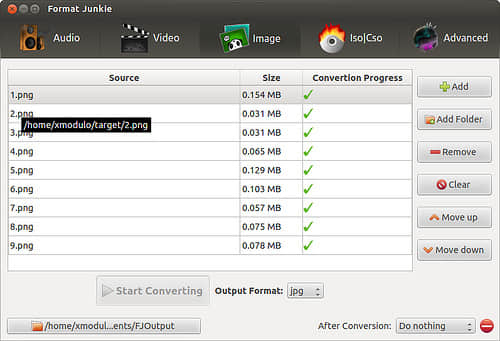 Format Junkie
Audio Video Image Iso|Cso Advanced
Source Size Convertion Progress
1.png 0.154 MB
2.png 0.031 MB
/home/xmodulo/target/2.png
3.png 0.031 MB
4.png 0.065 MB
5.png 0.129 MB
6.png 0.103 MB
7.png 0.057 MB
8.png 0.075 MB
9.png 0.078 MB
Add
Add Folder
Remove
Clear
Move up
Move down
Start Converting Output Format: jpg
/home/xmodul...ents/FJOutput After Conversion: Do nothing